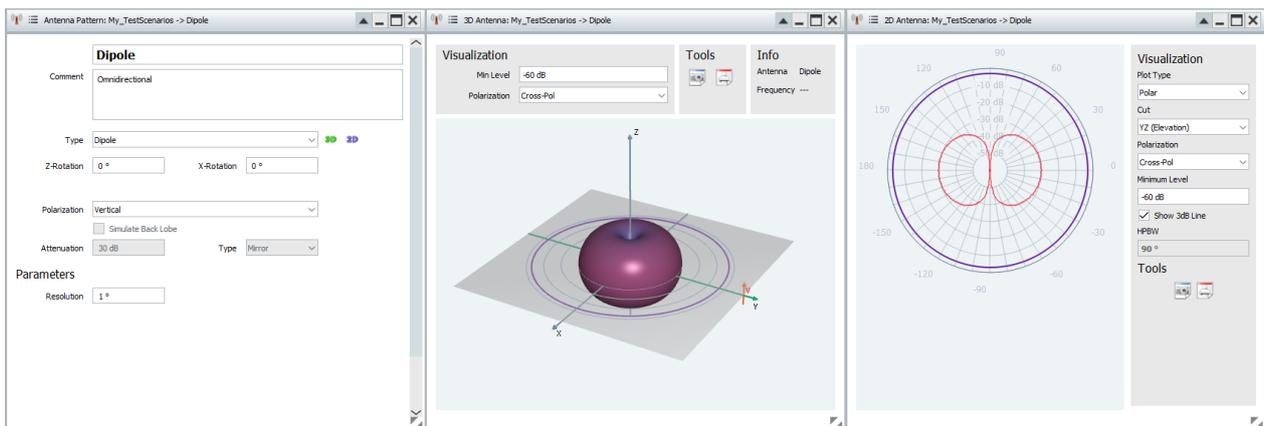 Antenna Pattern: My_TestScenarios -> Dipole
Dipole
Comment
Omnidirectional
Type
Dipole
3D
2D
Z-Rotation
0 °
X-Rotation
0 °
Polarization
Vertical
Simulate Back Lobe
Attenuation
30 dB
Type
Mirror
Parameters
Resolution
1 °
3D Antenna: My_TestScenarios -> Dipole
Visualization
Min Level
-60 dB
Polarization
Cross-Pol
Tools
Info
Antenna
Dipole
Frequency
---
Z
V
Y
X
2D Antenna: My_TestScenarios -> Dipole
90
120
60
150
30
180
0
-150
-30
-120
-60
-90
-10 dB
-20 dB
-30 dB
-40 dB
-50 dB
Visualization
Plot Type
Polar
Cut
YZ (Elevation)
Polarization
Cross-Pol
Minimum Level
-60 dB
Show 3dB Line
HPBW
90 °
Tools